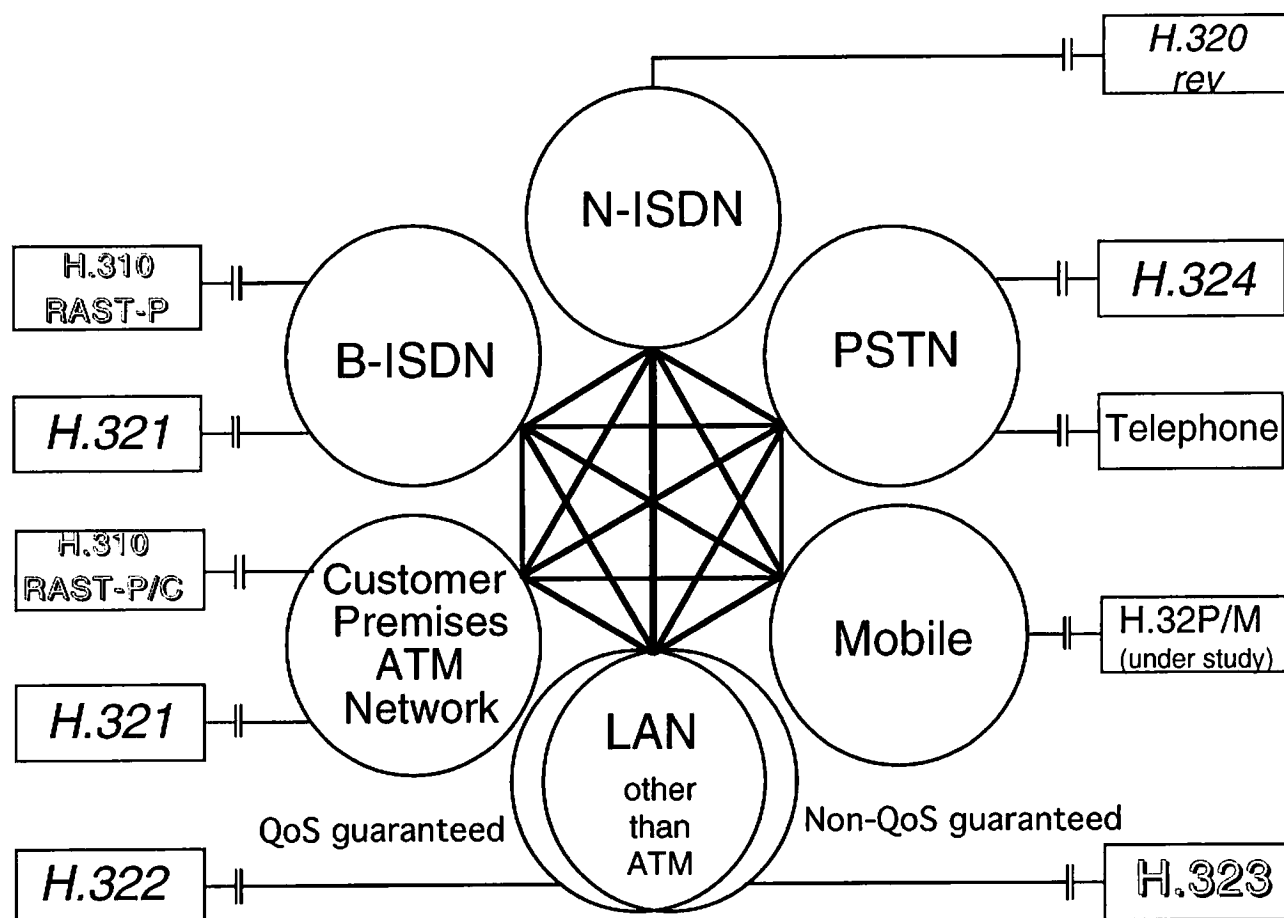 H.320
rev
N-ISDN
H.310
RAST-P
B-ISDN
PSTN
H.324
H.321
Telephone
H.310
RAST-P/C
Customer
Premises
ATM
Network
Mobile
H.32P/M
(under study)
H.321
LAN
other
than
ATM
QoS guaranteed
Non-QoS guaranteed
H.322
H.323